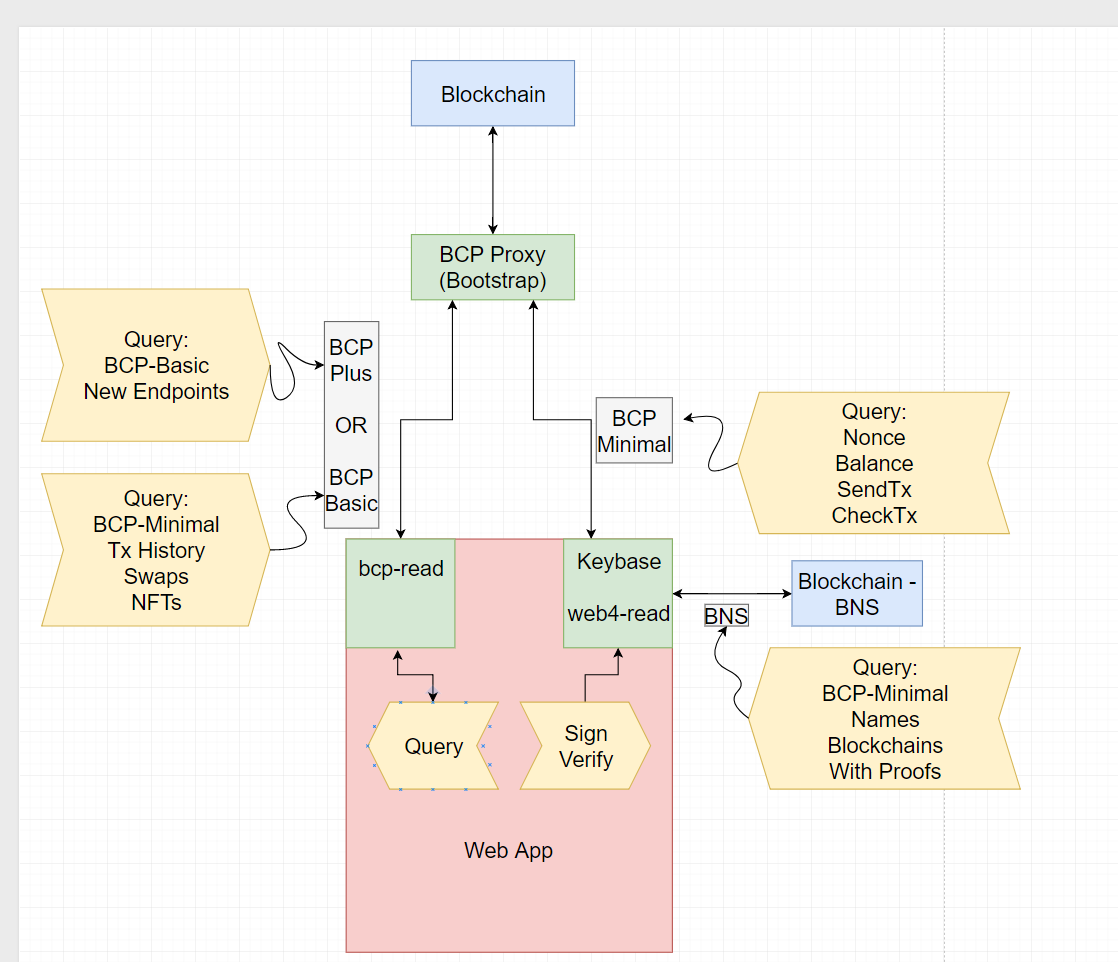 Blockchain
BCP Proxy
(Bootstrap)
Query:
BCP-Basic
New Endpoints
BCP
Plus
OR
BCP
Basic
BCP
Minimal
Query:
Nonce
Balance
SendTx
CheckTx
Query:
BCP-Minimal
Tx History
Swaps
NFTs
bcp-read
Keybase
web4-read
Blockchain -
BNS
BNS
Query:
BCP-Minimal
Names
Blockchains
With Proofs
Query
Sign
Verify
Web App